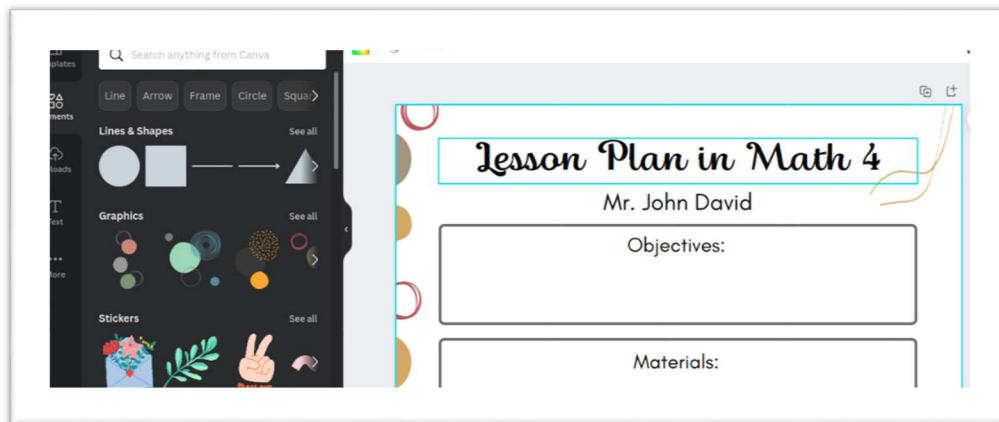 Search anything from Canva
Line Arrow Frame Circle
Lines & Shapes See all
Graphics See all
Text
Stickers See all
Lesson Plan in Math 4
Mr. John David
Objectives:
Materials: